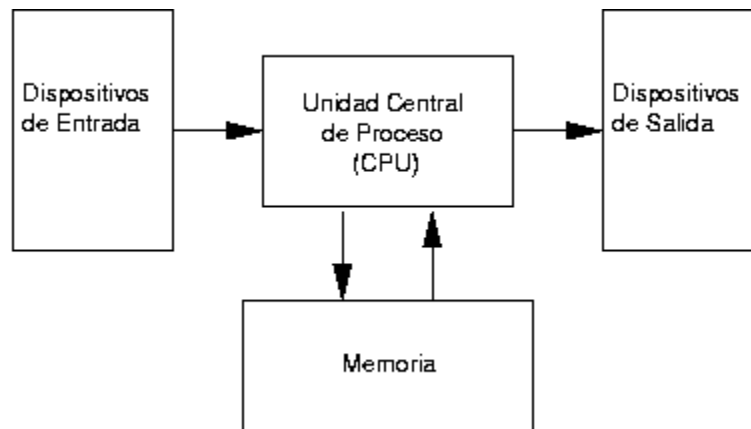 Dispositivos
de Entrada
Unidad Central
de Proceso
(CPU)
Dispositivos
de Salida
Memoria